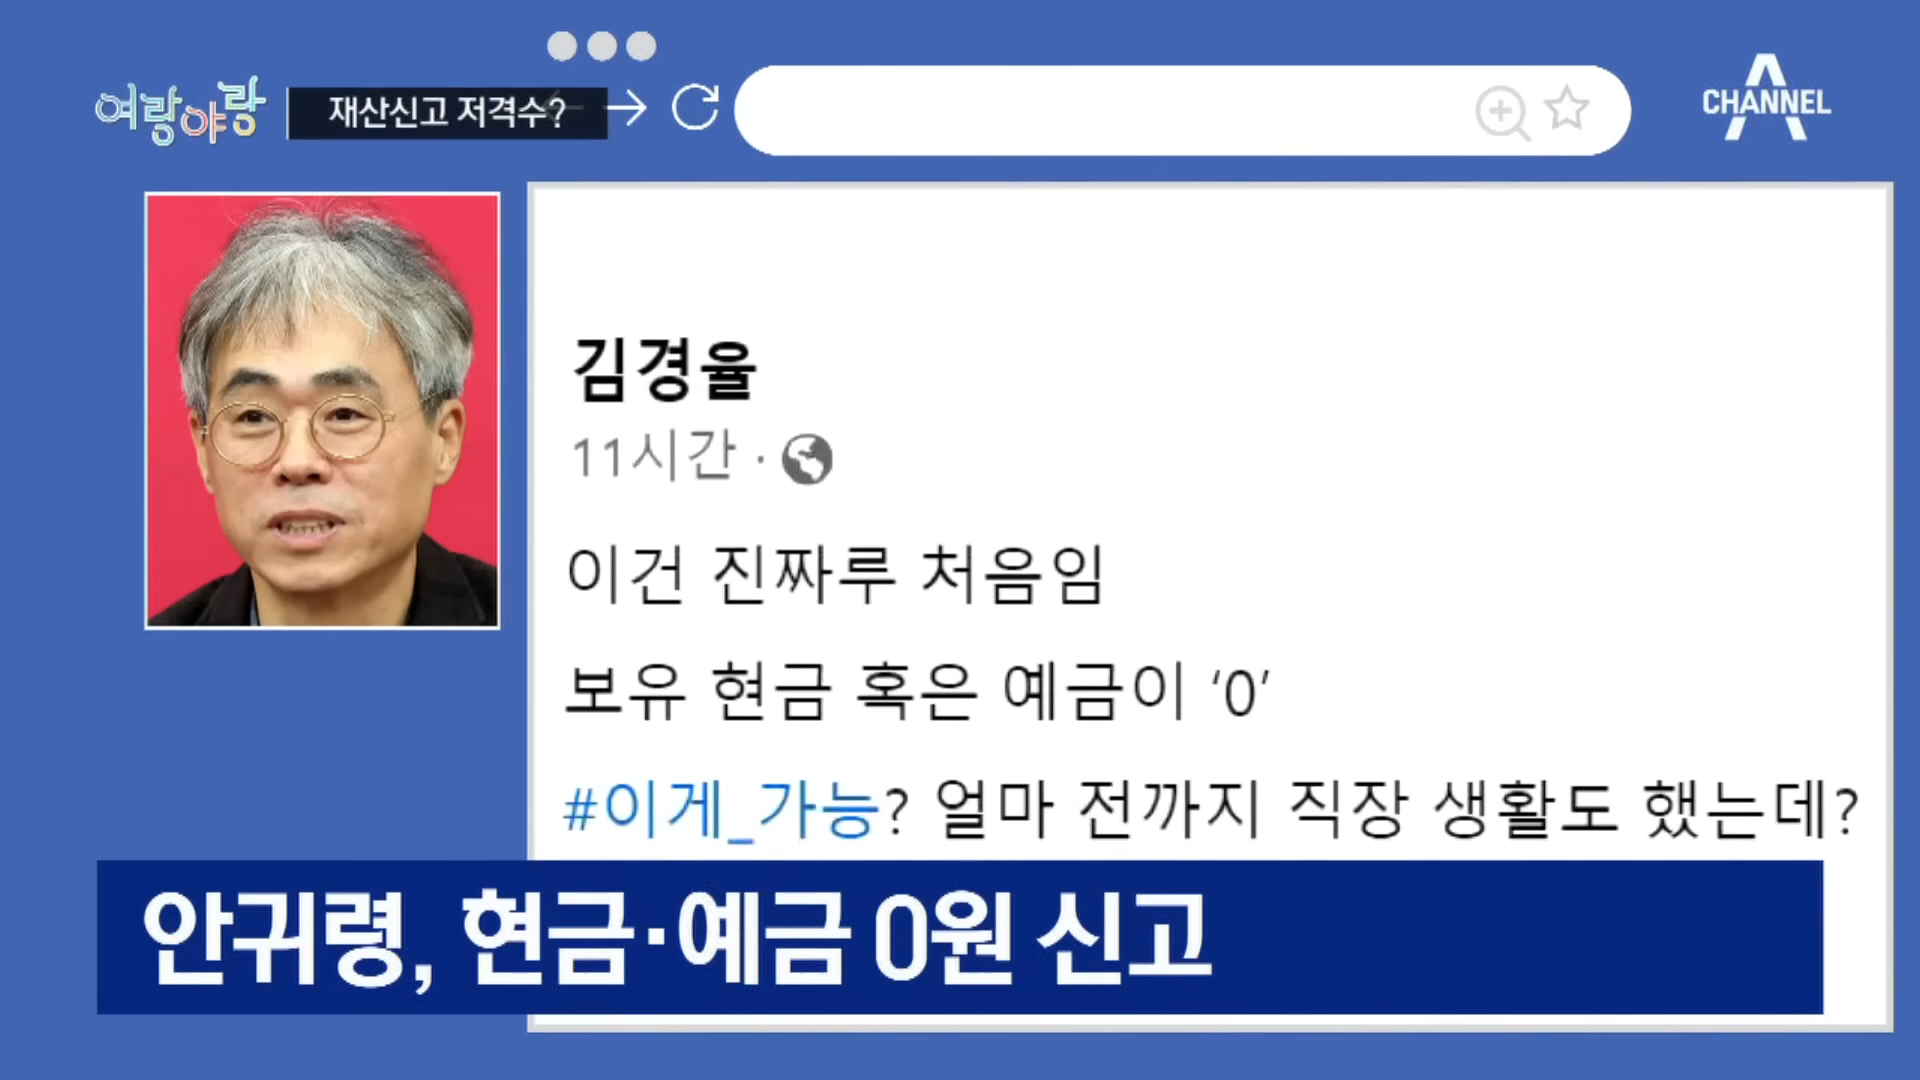 여랑야랑
재산신고 저격수?
CHANNEL A
김경율
11시간 ·
이건 진짜루 처음임
보유 현금 혹은 예금이 ‘0’
#이게_가능? 얼마 전까지 직장 생활도 했는데?
안귀령, 현금·예금 0원 신고